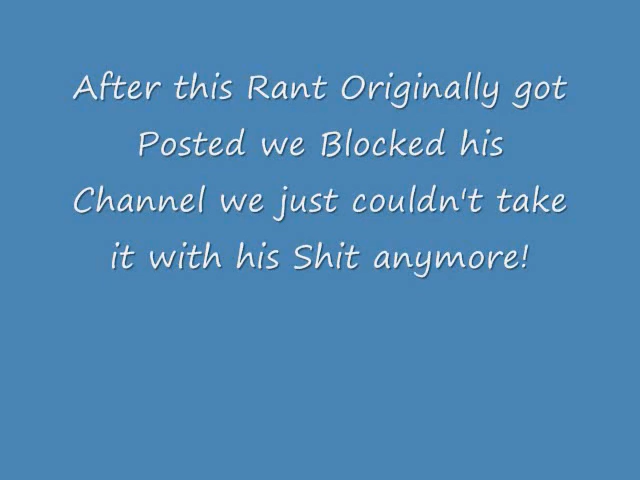 After this Rant Originally got
Posted we Blocked his
Channel we just couldn't take
it with his Shit anymore!